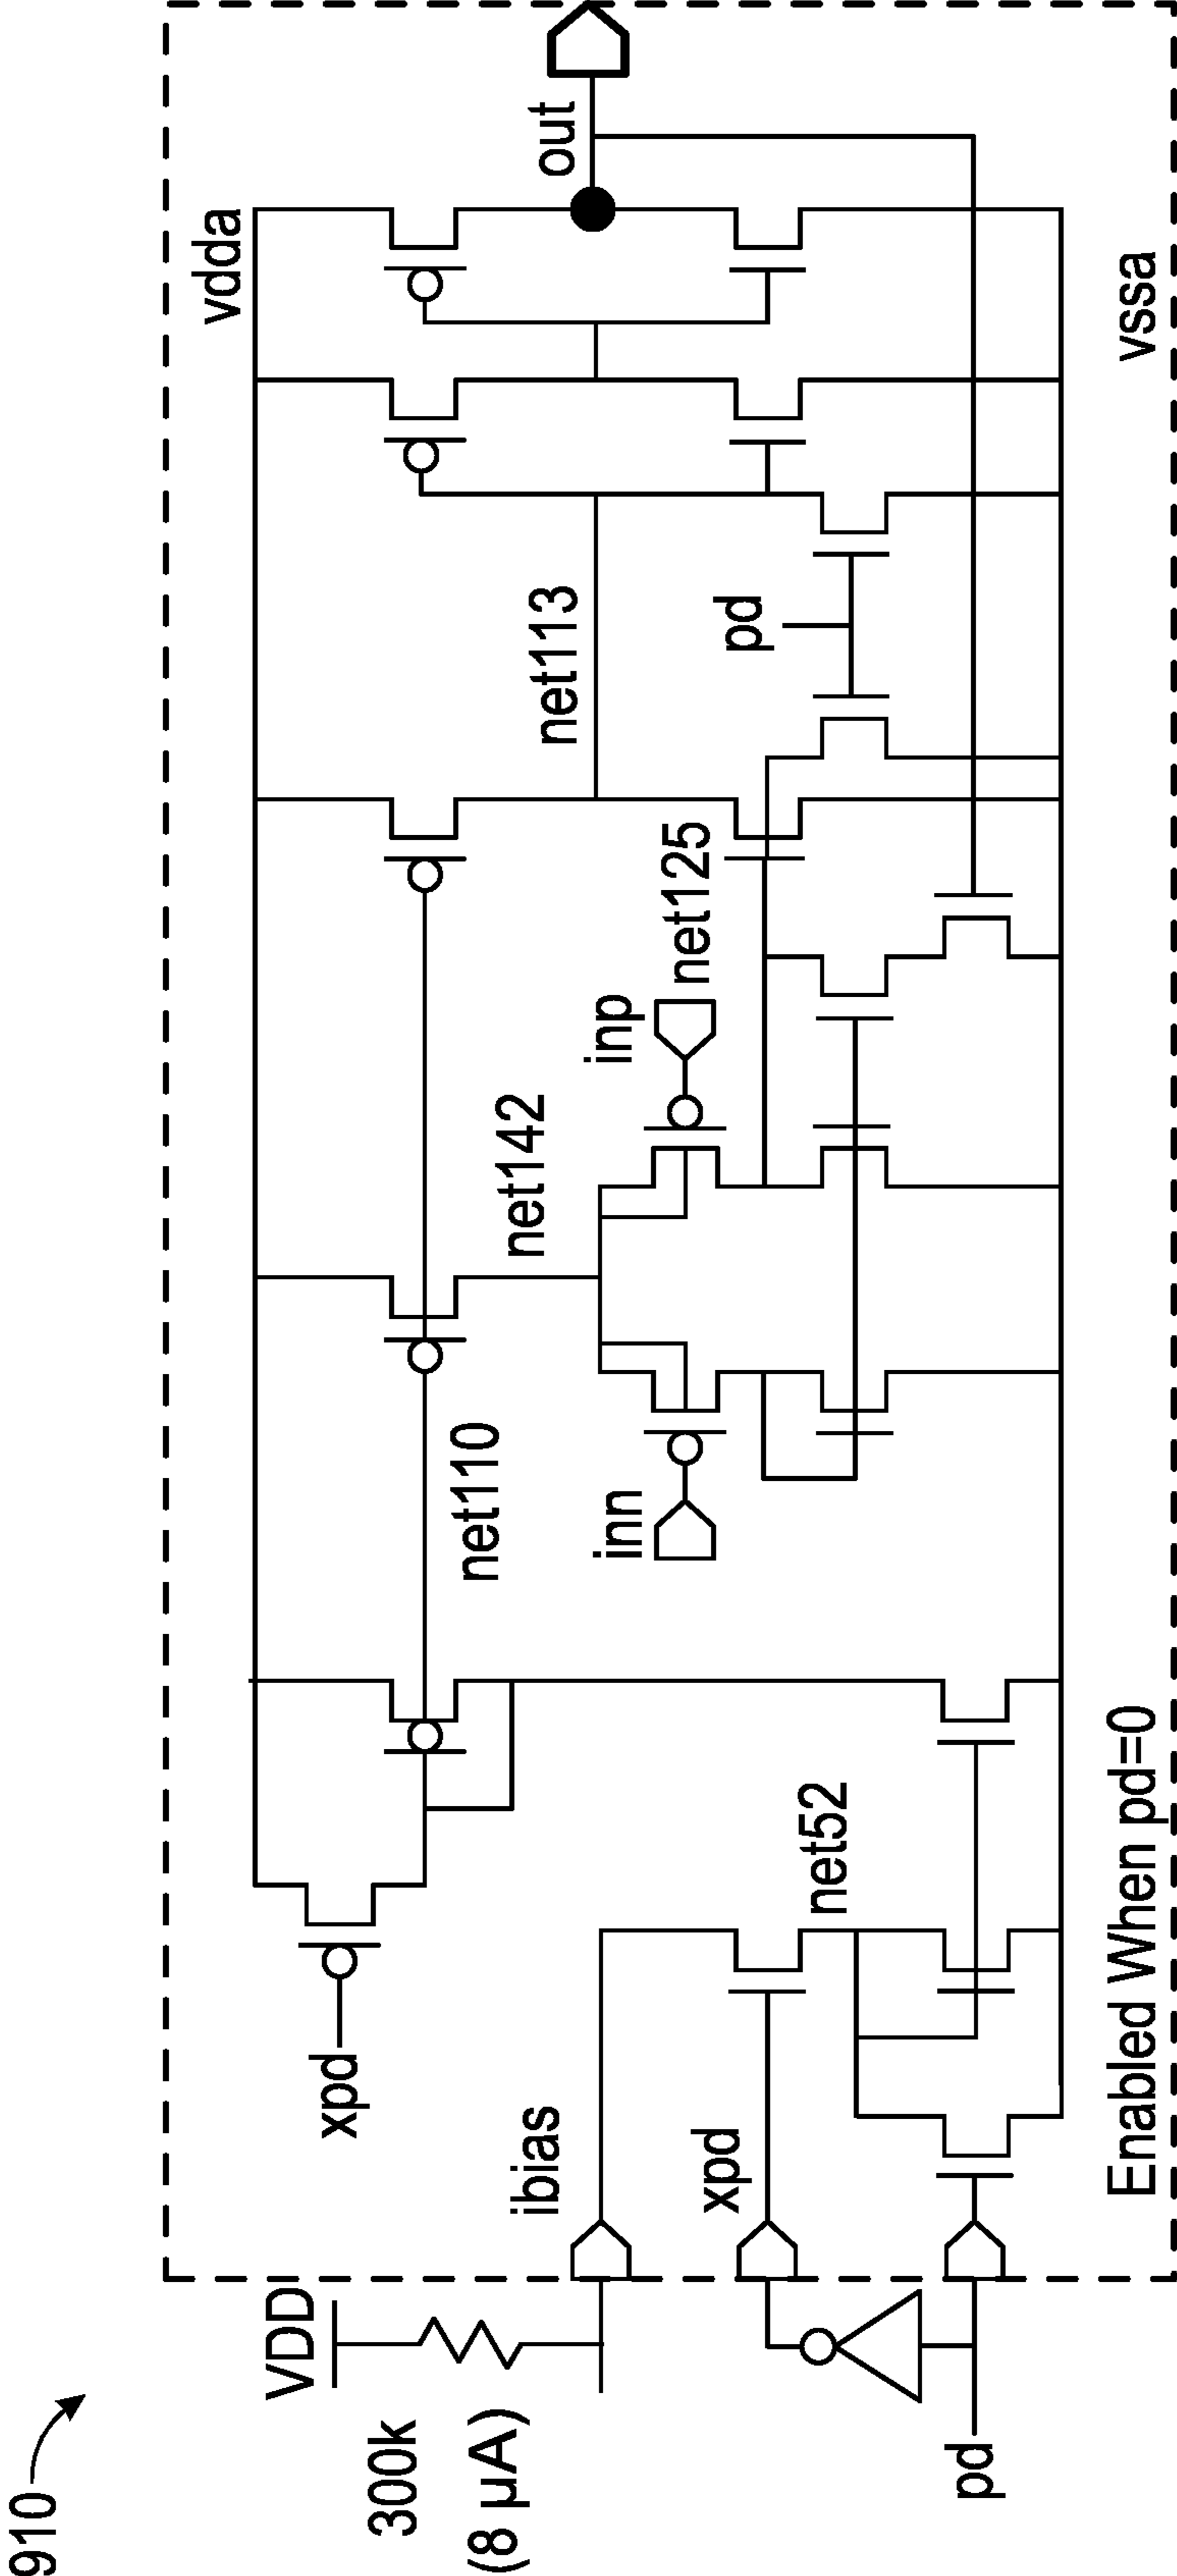 910
VDD
300k
(8 μA)
pd
ibias
xpd
xpd
net52
net110
inn
net142
inp
net125
net113
pd
vdda
out
vssa
Enabled When pd=0